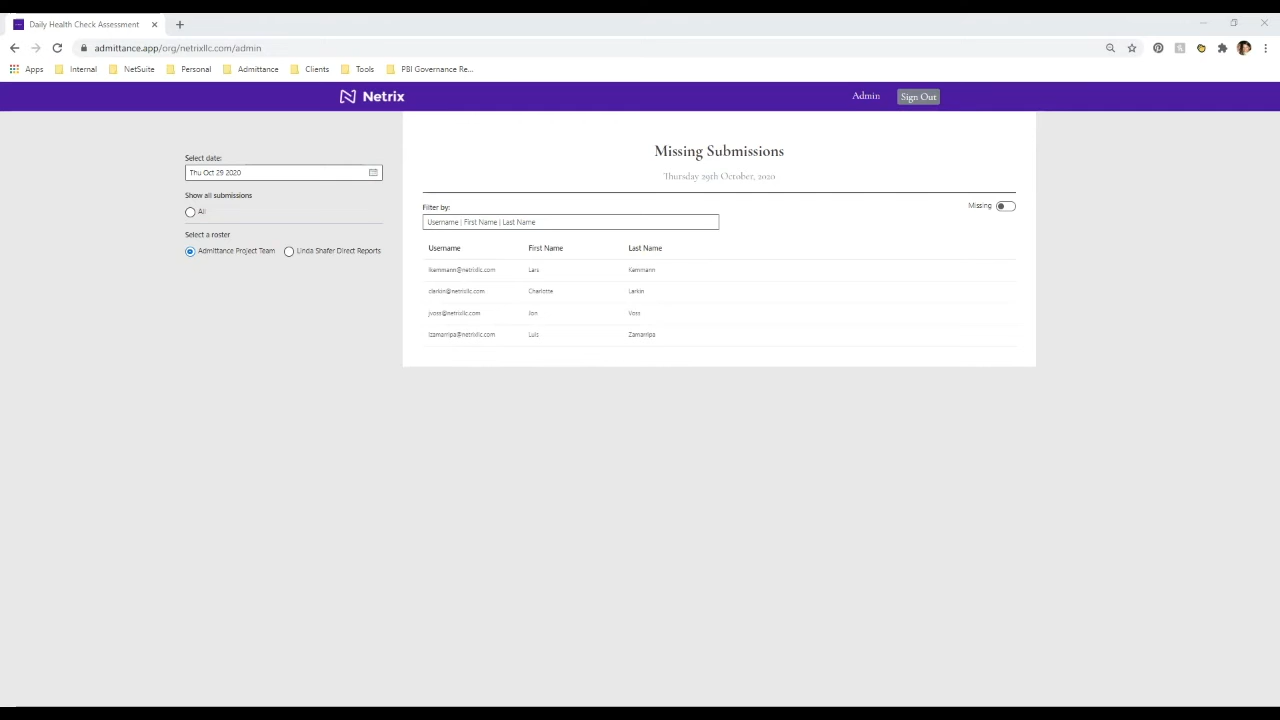 Daily Health Check Assessment
admittance.app/org/netrixllc.com/admin
Apps Internal NetSuite Personal Admittance Clients Tools PBI Governance Re...
Netrix
Admin
Sign Out
Select date:
Thu Oct 29 2020
Show all submissions
All
Select a roster
Admittance Project Team
Linda Shafer Direct Reports
Missing Submissions
Thursday 29th October, 2020
Filter by:
Missing
Username | First Name | Last Name
Username First Name Last Name
lkemmann@netrixllc.com Lars Kemmann
clarkin@netrixllc.com Charlotte Larkin
jvoss@netrixllc.com Jon Voss
lzamarripa@netrixllc.com Luis Zamarripa